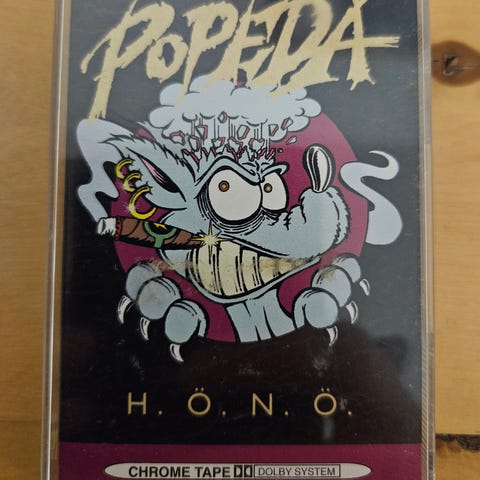 POPEDA
H. Ö. N. Ö.
CHROME TAPE DOLBY SYSTEM